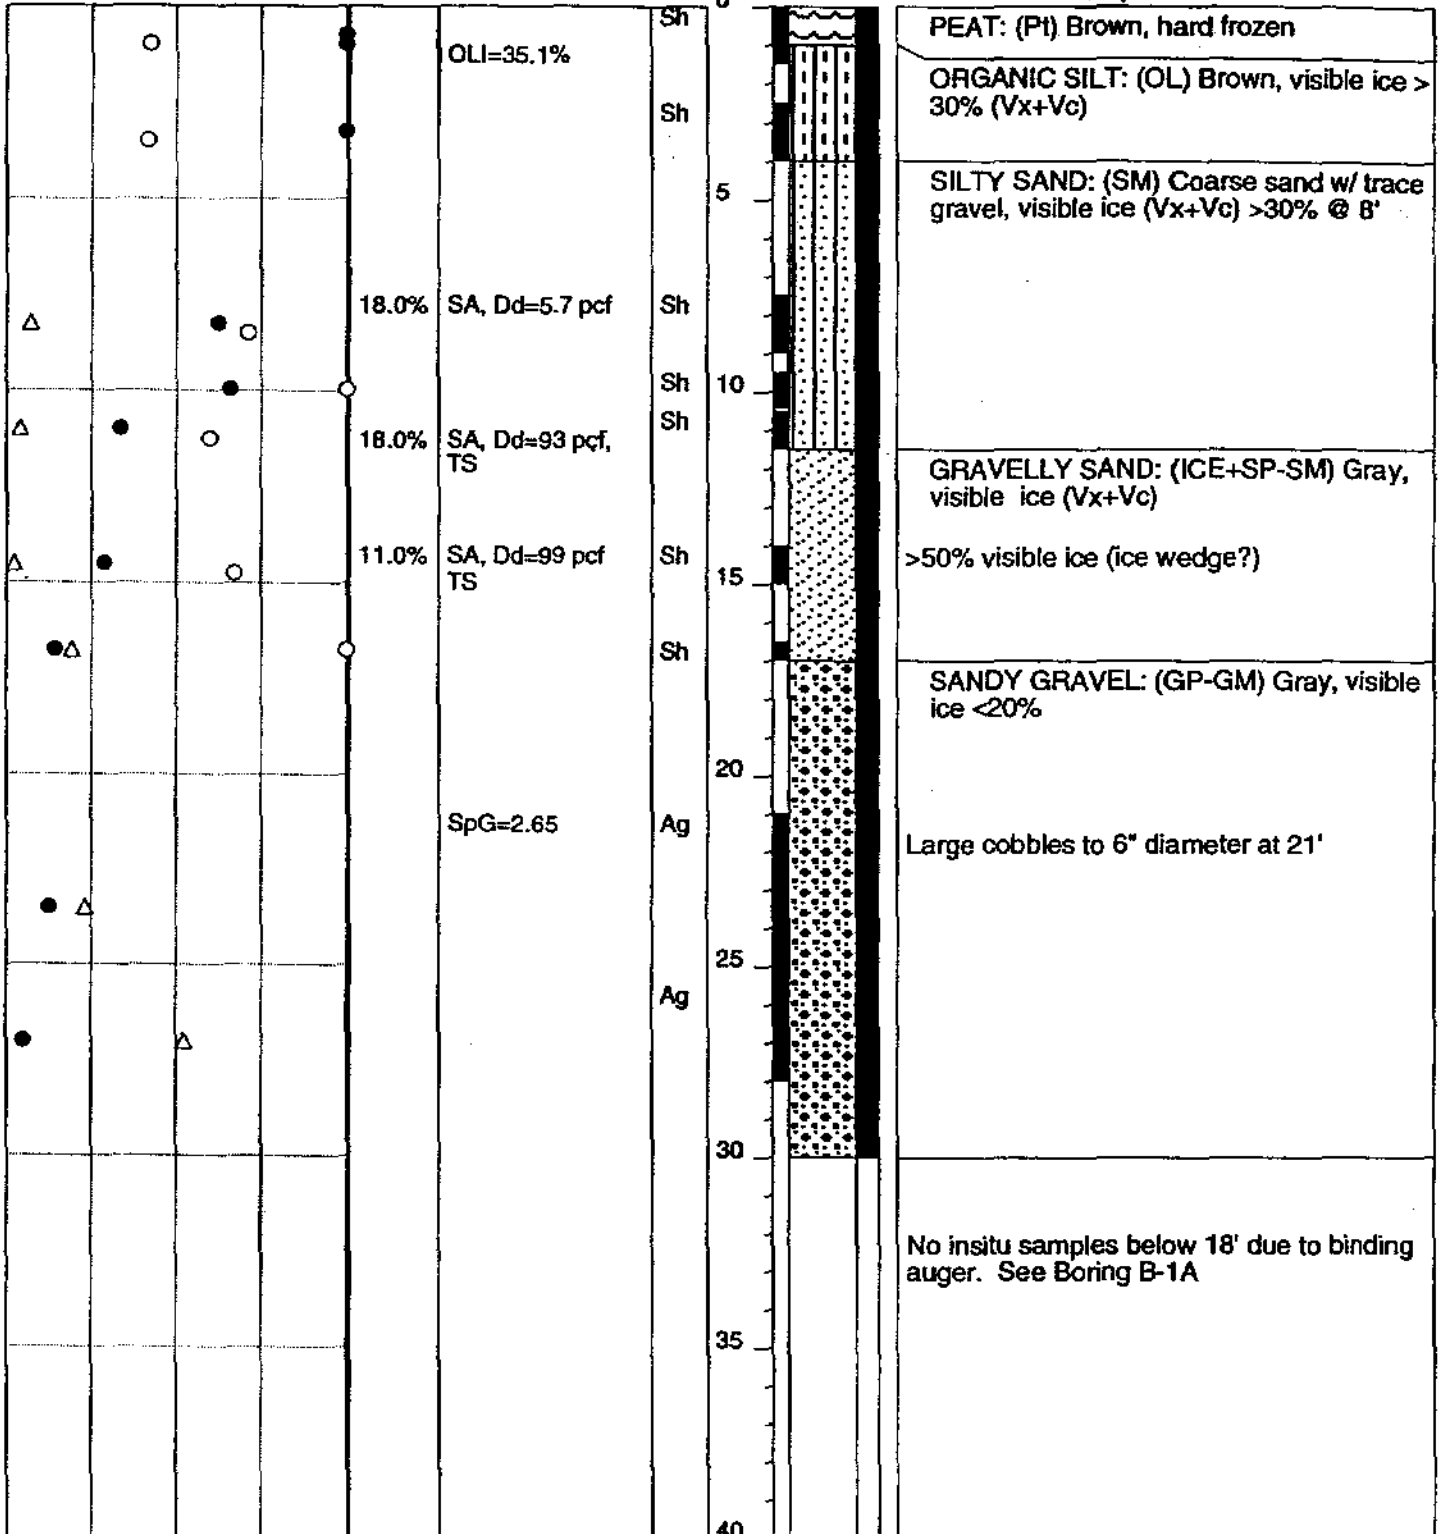 0
Sh
PEAT: (Pt) Brown, hard frozen
OLI=35.1%
ORGANIC SILT: (OL) Brown, visible ice >
30% (Vx+Vc)
Sh
SILTY SAND: (SM) Coarse sand w/ trace
gravel, visible ice (Vx+Vc) >30% @ 8'
5
18.0% SA, Dd=5.7 pcf
Sh
Sh
10
Sh
18.0% SA, Dd=93 pcf,
TS
GRAVELLY SAND: (ICE+SP-SM) Gray,
visible ice (Vx+Vc)
11.0% SA, Dd=99 pcf
TS
Sh
>50% visible ice (ice wedge?)
15
Sh
SANDY GRAVEL: (GP-GM) Gray, visible
ice <20%
20
SpG=2.65
Ag
Large cobbles to 6" diameter at 21'
25
Ag
30
No insitu samples below 18' due to binding
auger. See Boring B-1A
35
40